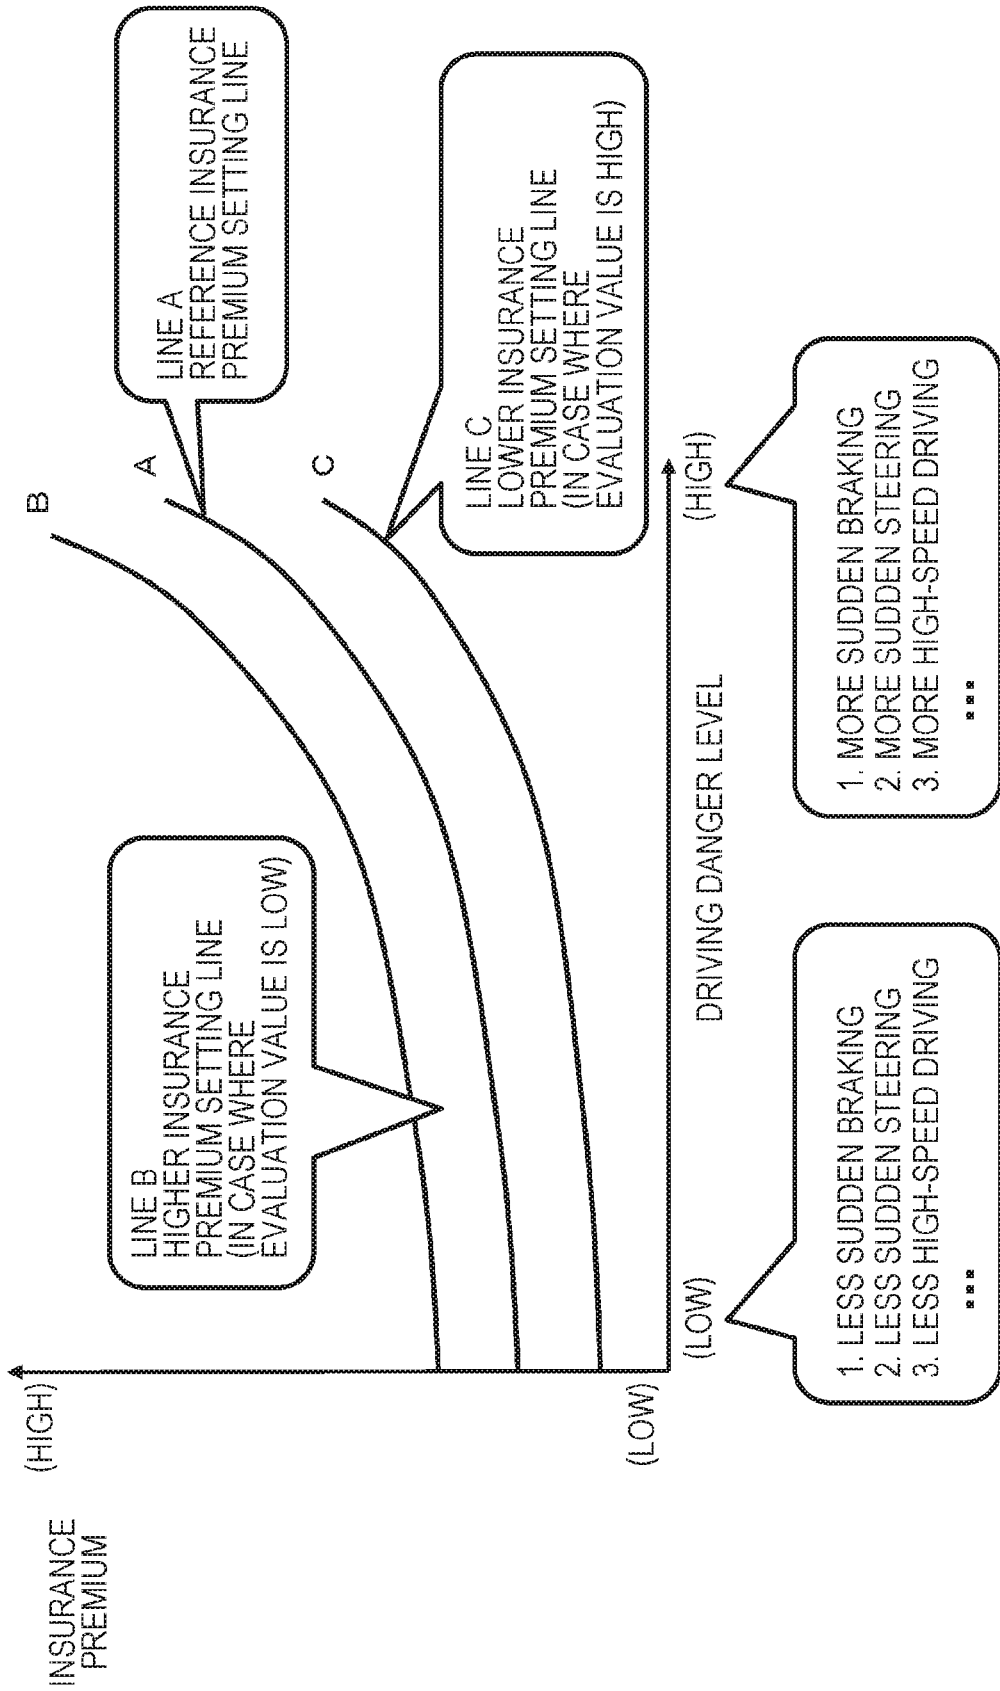 INSURANCE
PREMIUM
(HIGH)
(LOW)
B
A
C
LINE A
REFERENCE INSURANCE
PREMIUM SETTING LINE
LINE B
HIGHER INSURANCE
PREMIUM SETTING LINE
(IN CASE WHERE
EVALUATION VALUE IS LOW)
LINE C
LOWER INSURANCE
PREMIUM SETTING LINE
(IN CASE WHERE
EVALUATION VALUE IS HIGH)
(LOW)
DRIVING DANGER LEVEL
(HIGH)
1. LESS SUDDEN BRAKING
2. LESS SUDDEN STEERING
3. LESS HIGH-SPEED DRIVING
...
1. MORE SUDDEN BRAKING
2. MORE SUDDEN STEERING
3. MORE HIGH-SPEED DRIVING
...